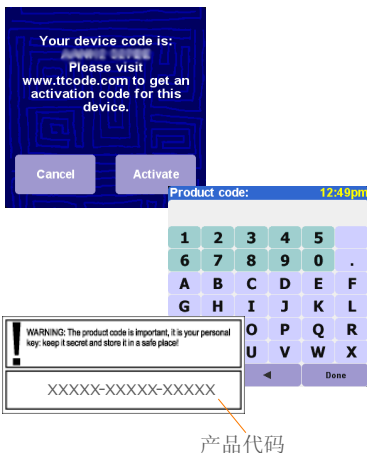 Your device code is:
Please visit
www.ttcode.com to get an
activation code for this
device.
Cancel
Activate
Product code:
12:49pm
1 2 3 4 5
6 7 8 9 0 .
A B C D E F
G H I J K L
O P Q R
U V W X
◄
Done
! WARNING: The product code is important, it is your personal
key: keep it secret and store it in a safe place!
XXXXX-XXXXX-XXXXX
产品代码